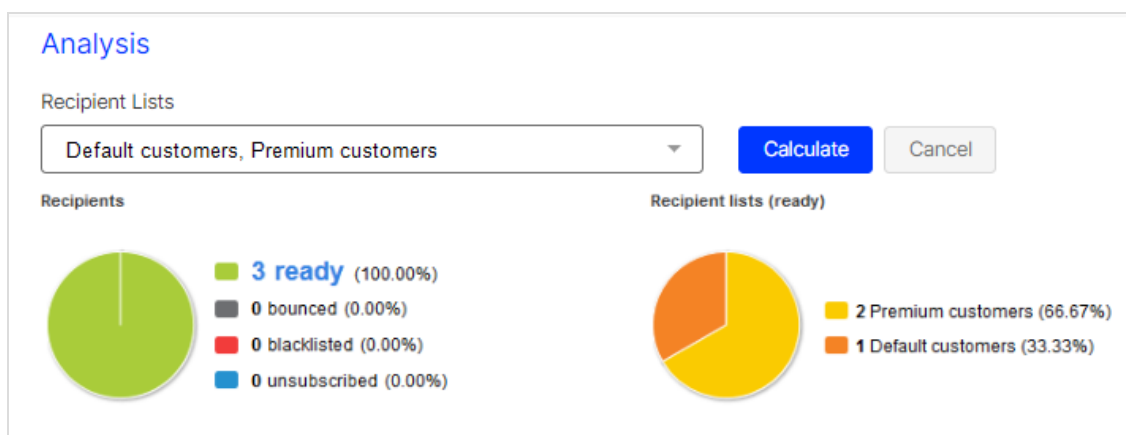 Analysis
Recipient Lists
Default customers, Premium customers
Calculate
Cancel
Recipients
3 ready (100.00%)
0 bounced (0.00%)
0 blacklisted (0.00%)
0 unsubscribed (0.00%)
Recipient lists (ready)
2 Premium customers (66.67%)
1 Default customers (33.33%)